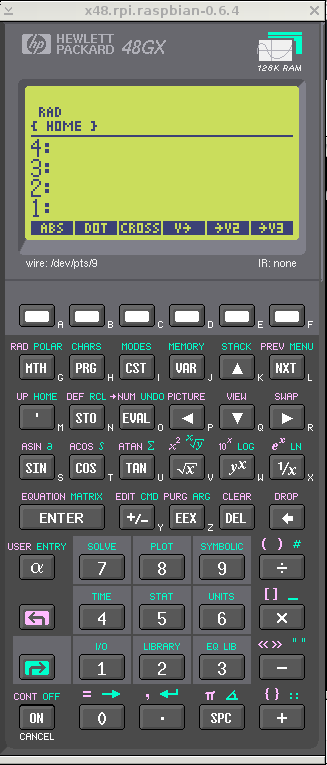 x48.rpi.raspbian-0.6.4
hp HEWLETT PACKARD 48GX
128K RAM
RAD
{ HOME }
4:
3:
2:
1:
ABS DOT CROSS V→ →V2 →V3
wire: /dev/pts/9 IR: none
A B C D E F
RAD POLAR CHARS MODES MEMORY STACK PREV MENU
MTH G PRG H CST I VAR J ▲ K NXT L
UP HOME DEF RCL →NUM UNDO PICTURE VIEW SWAP
' M STO N EVAL O ◀ P ▼ Q ▶ R
ASIN ∂ ACOS ∫ ATAN Σ x² ˣ√y 10ˣ LOG eˣ LN
SIN S COS T TAN U √x V yˣ W 1/x X
EQUATION MATRIX EDIT CMD PURG ARG CLEAR DROP
ENTER +/− Y EEX Z DEL ←
USER ENTRY SOLVE PLOT SYMBOLIC ( ) #
α 7 8 9 ÷
TIME STAT UNITS [ ] _
4 5 6 ×
I/O LIBRARY EQ LIB «» " "
1 2 3 −
CONT OFF = → , ↵ π ∡ { } ::
ON 0 . SPC +
CANCEL